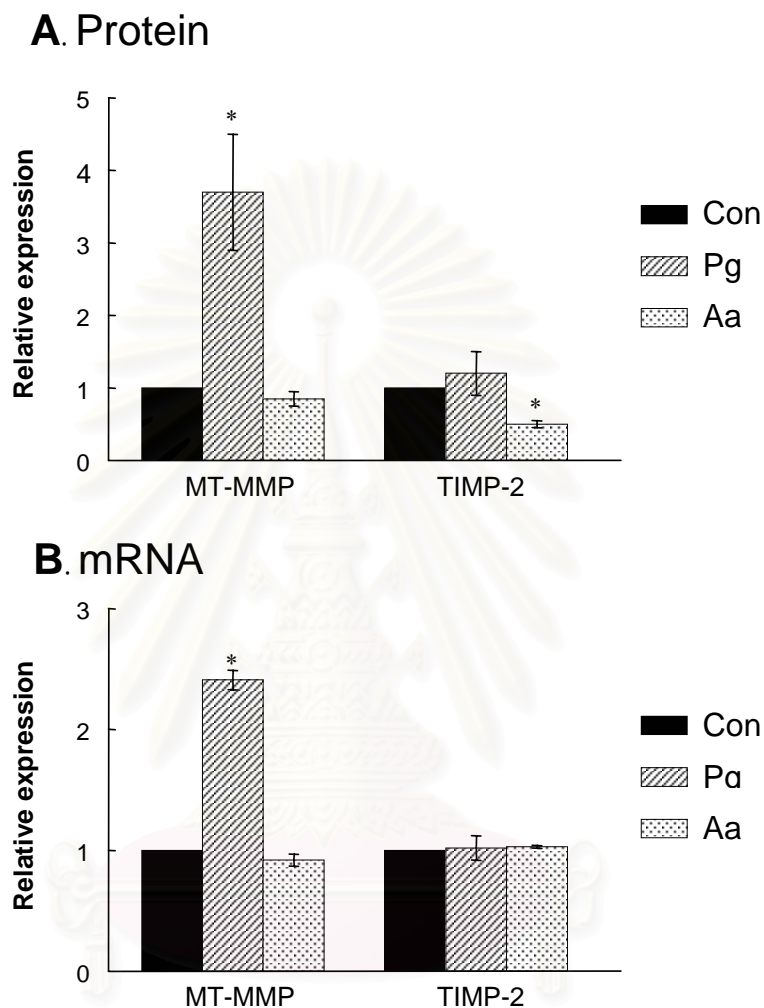 A. Protein
5
*
4
3
2
1
*
0
Relative expression
MT-MMP TIMP-2
Con
Pg
Aa
B. mRNA
3
*
2
1
0
Relative expression
MT-MMP TIMP-2
Con
Pg
Aa